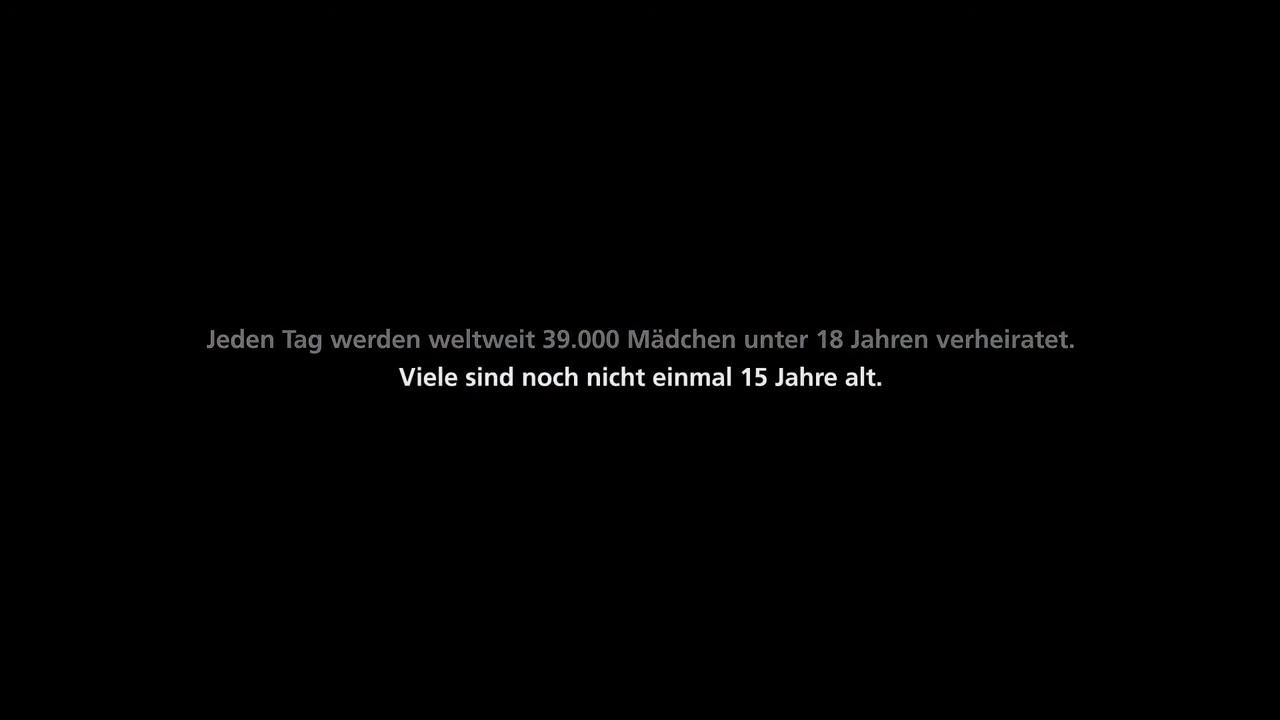 Jeden Tag werden weltweit 39.000 Mädchen unter 18 Jahren verheiratet.
Viele sind noch nicht einmal 15 Jahre alt.